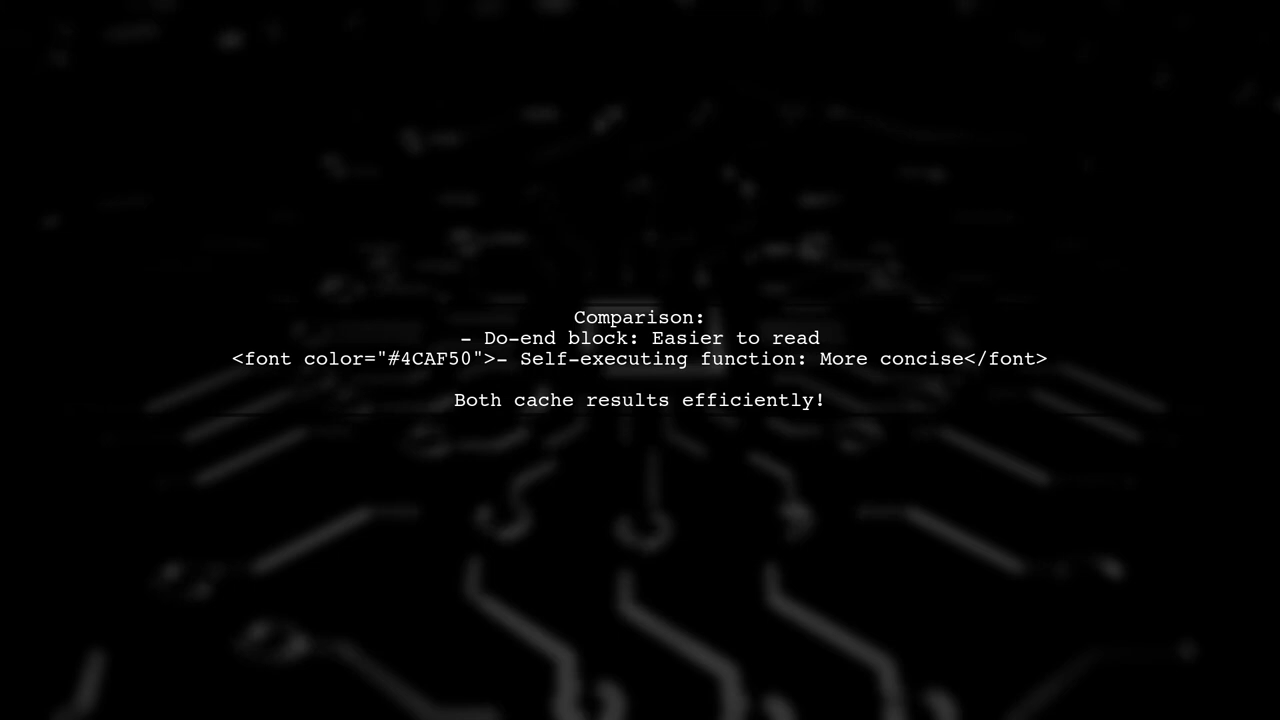 Comparison:
- Do-end block: Easier to read
<font color="#4CAF50">- Self-executing function: More concise</font>
Both cache results efficiently!